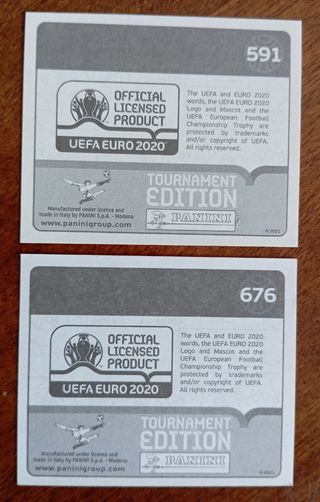 591
OFFICIAL
LICENSED
PRODUCT
UEFA EURO 2020
The UEFA and EURO 2020
words, the UEFA EURO 2020
Logo and Mascot and the
UEFA European Football
Championship Trophy are
protected by trademarks
and/or copyright of UEFA.
All rights reserved.
TOURNAMENT
EDITION
PANINI
Manufactured under licence and
made in Italy by PANINI S.p.A. - Modena
www.paninigroup.com
© 2021
676
OFFICIAL
LICENSED
PRODUCT
UEFA EURO 2020
The UEFA and EURO 2020
words, the UEFA EURO 2020
Logo and Mascot and the
UEFA European Football
Championship Trophy are
protected by trademarks
and/or copyright of UEFA.
All rights reserved.
TOURNAMENT
EDITION
PANINI
Manufactured under licence and
made in Italy by PANINI S.p.A. - Modena
www.paninigroup.com
© 2021